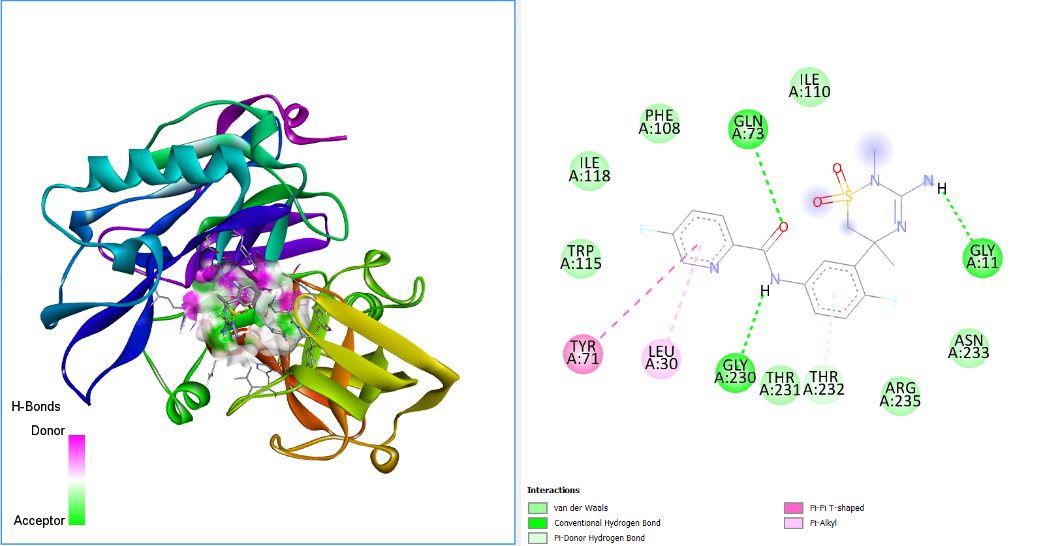 H-Bonds
Donor
Acceptor
ILE
A:110
PHE
A:108
GLN
A:73
ILE
A:118
TRP
A:115
GLY
A:11
TYR
A:71
LEU
A:30
GLY
A:230
THR
A:231
THR
A:232
ARG
A:235
ASN
A:233
O
O
S
N
N
H
N
O
F
N
N
H
F
Interactions
van der Waals
Conventional Hydrogen Bond
Pi-Donor Hydrogen Bond
Pi-Pi T-shaped
Pi-Alkyl